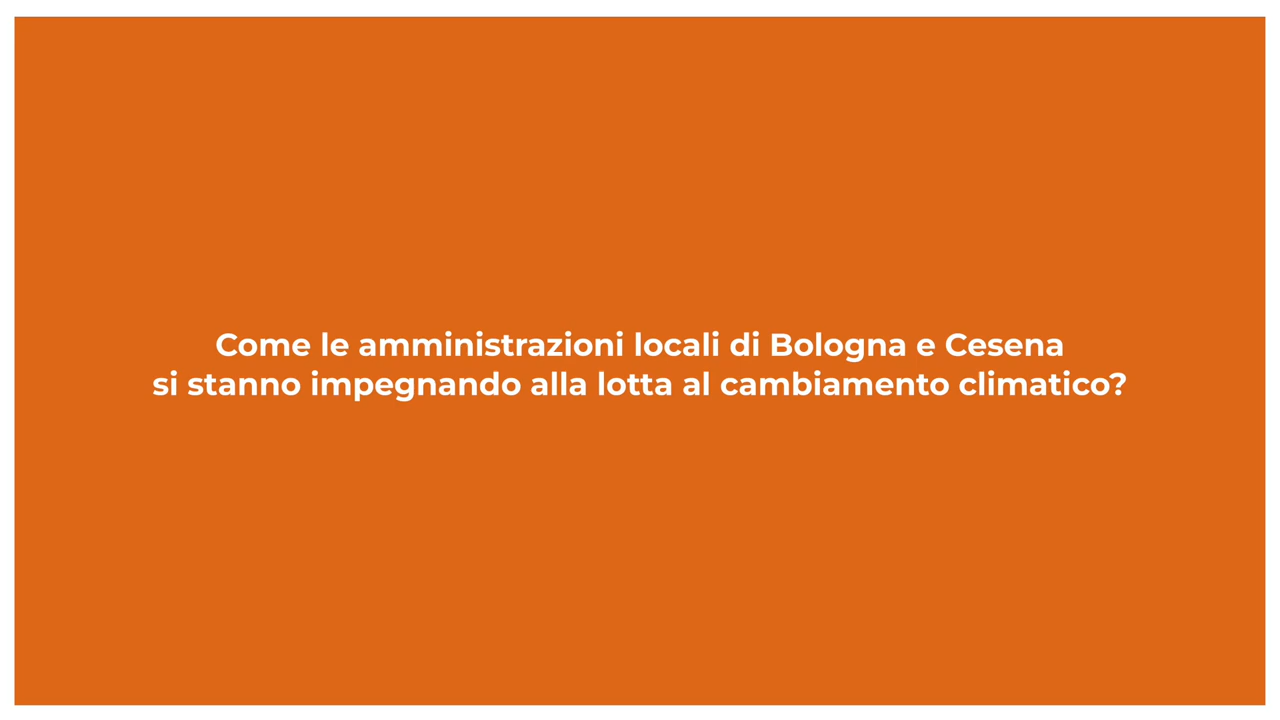 Come le amministrazioni locali di Bologna e Cesena
si stanno impegnando alla lotta al cambiamento climatico?